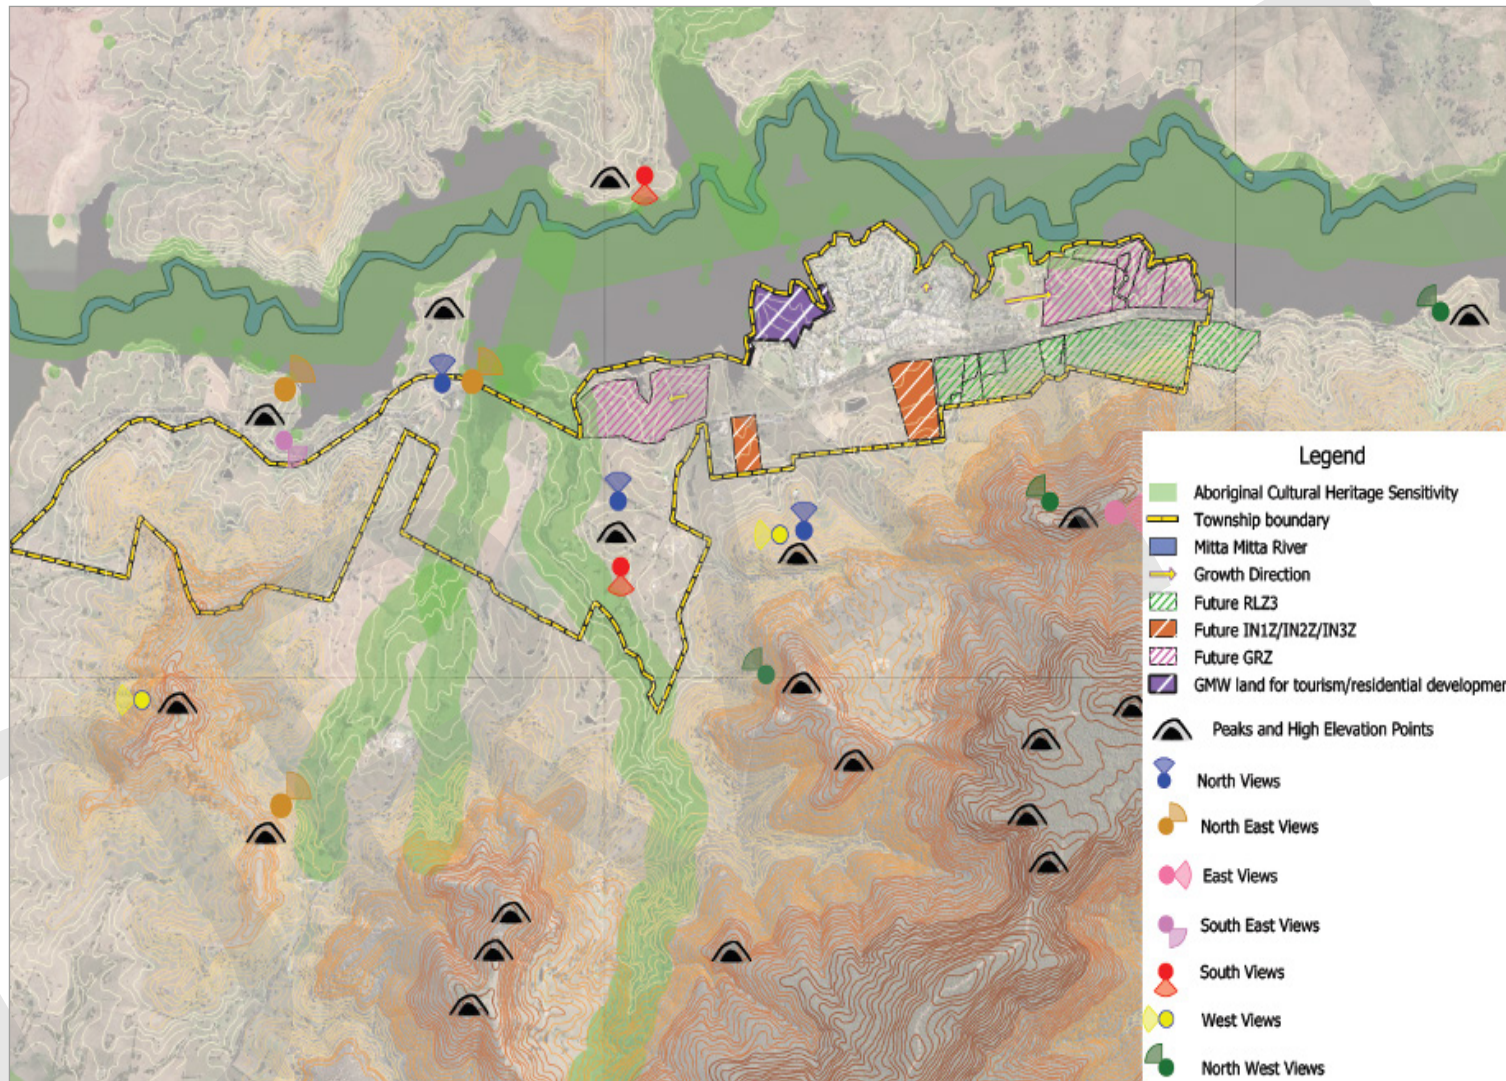 Legend
Aboriginal Cultural Heritage Sensitivity
Township boundary
Mitta Mitta River
Growth Direction
Future RLZ3
Future IN1Z/IN2Z/IN3Z
Future GRZ
GMW land for tourism/residential developmen
Peaks and High Elevation Points
North Views
North East Views
East Views
South East Views
South Views
West Views
North West Views